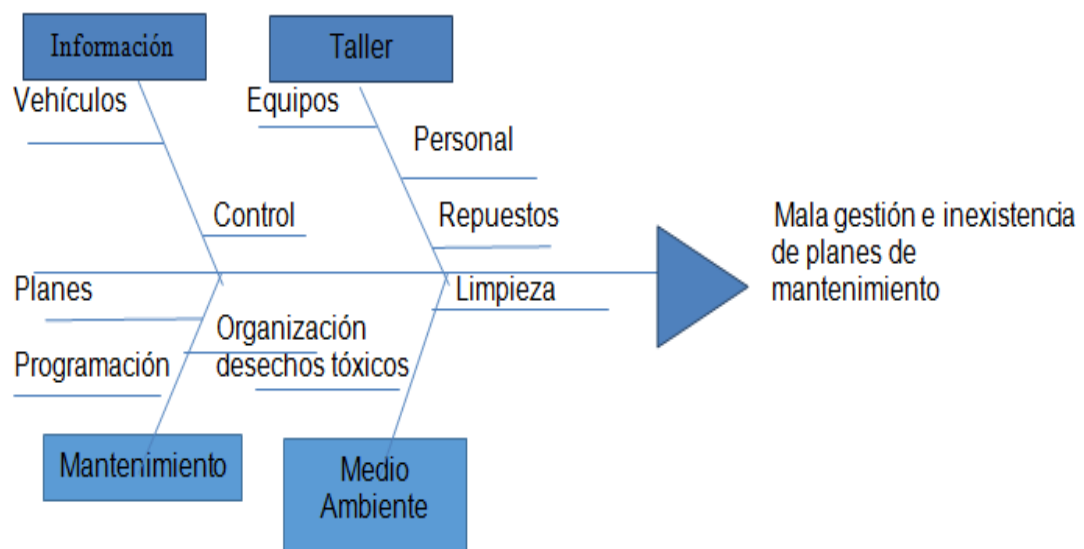 Información
Taller
Vehículos
Equipos
Personal
Control
Repuestos
Mala gestión e inexistencia
de planes de
mantenimiento
Planes
Limpieza
Organización
Programación
desechos tóxicos
Mantenimiento
Medio
Ambiente